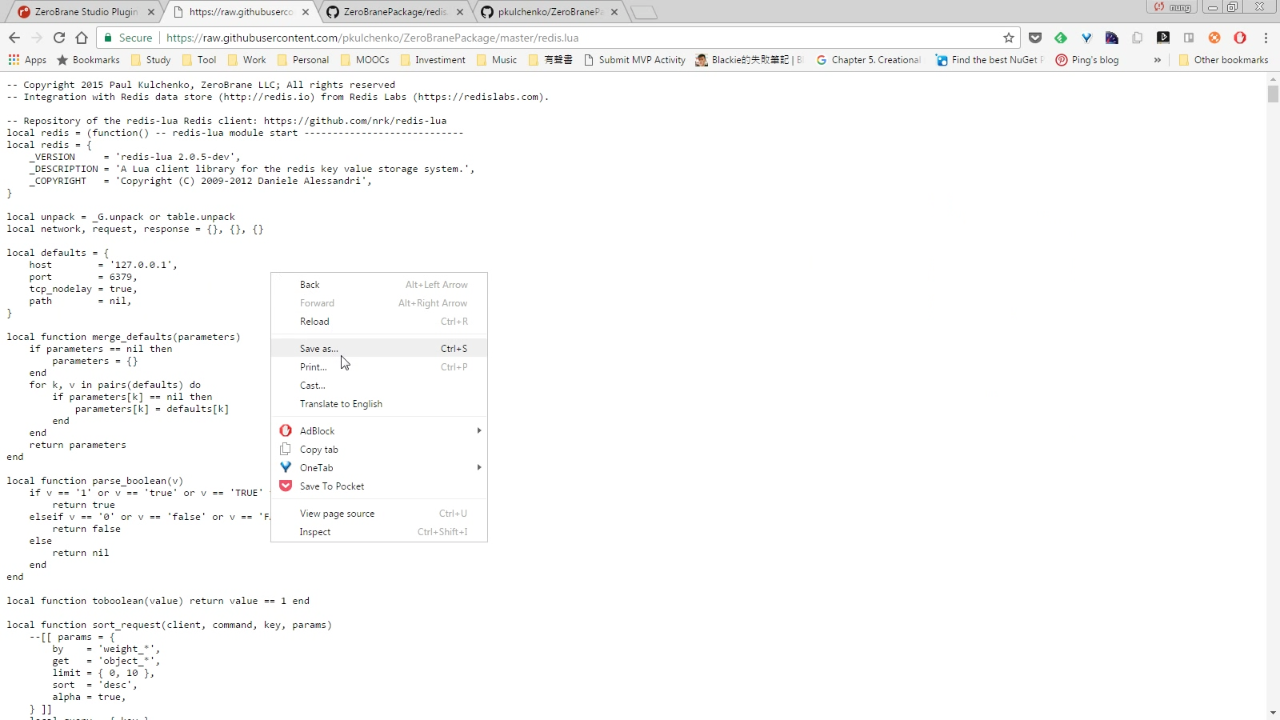 ZeroBrane Studio Plugin
https://raw.githubuserco
ZeroBranePackage/redis.
pkulchenko/ZeroBraneP
Secure
https://raw.githubusercontent.com/pkulchenko/ZeroBranePackage/master/redis.lua
Apps Bookmarks Study Tool Work Personal MOOCs Investiment Music 有聲書 Submit MVP Activity Blackie的失敗筆記 | B Chapter 5. Creational Find the best NuGet P Ping's blog » Other bookmarks
-- Copyright 2015 Paul Kulchenko, ZeroBrane LLC; All rights reserved
-- Integration with Redis data store (http://redis.io) from Redis Labs (https://redislabs.com).
-- Repository of the redis-lua Redis client: https://github.com/nrk/redis-lua
local redis = (function() -- redis-lua module start ----------------------------
local redis = {
_VERSION = 'redis-lua 2.0.5-dev',
_DESCRIPTION = 'A Lua client library for the redis key value storage system.',
_COPYRIGHT = 'Copyright (C) 2009-2012 Daniele Alessandri',
}
local unpack = _G.unpack or table.unpack
local network, request, response = {}, {}, {}
local defaults = {
host = '127.0.0.1',
port = 6379,
tcp_nodelay = true,
path = nil,
}
local function merge_defaults(parameters)
if parameters == nil then
parameters = {}
end
for k, v in pairs(defaults) do
if parameters[k] == nil then
parameters[k] = defaults[k]
end
end
return parameters
end
local function parse_boolean(v)
if v == '1' or v == 'true' or v == 'TRUE'
return true
elseif v == '0' or v == 'false' or v == 'F
return false
else
return nil
end
end
local function toboolean(value) return value == 1 end
local function sort_request(client, command, key, params)
--[[ params = {
by = 'weight_*',
get = 'object_*',
limit = { 0, 10 },
sort = 'desc',
alpha = true,
} ]]
Back Alt+Left Arrow
Forward Alt+Right Arrow
Reload Ctrl+R
Save as... Ctrl+S
Print... Ctrl+P
Cast...
Translate to English
AdBlock
Copy tab
OneTab
Save To Pocket
View page source Ctrl+U
Inspect Ctrl+Shift+I